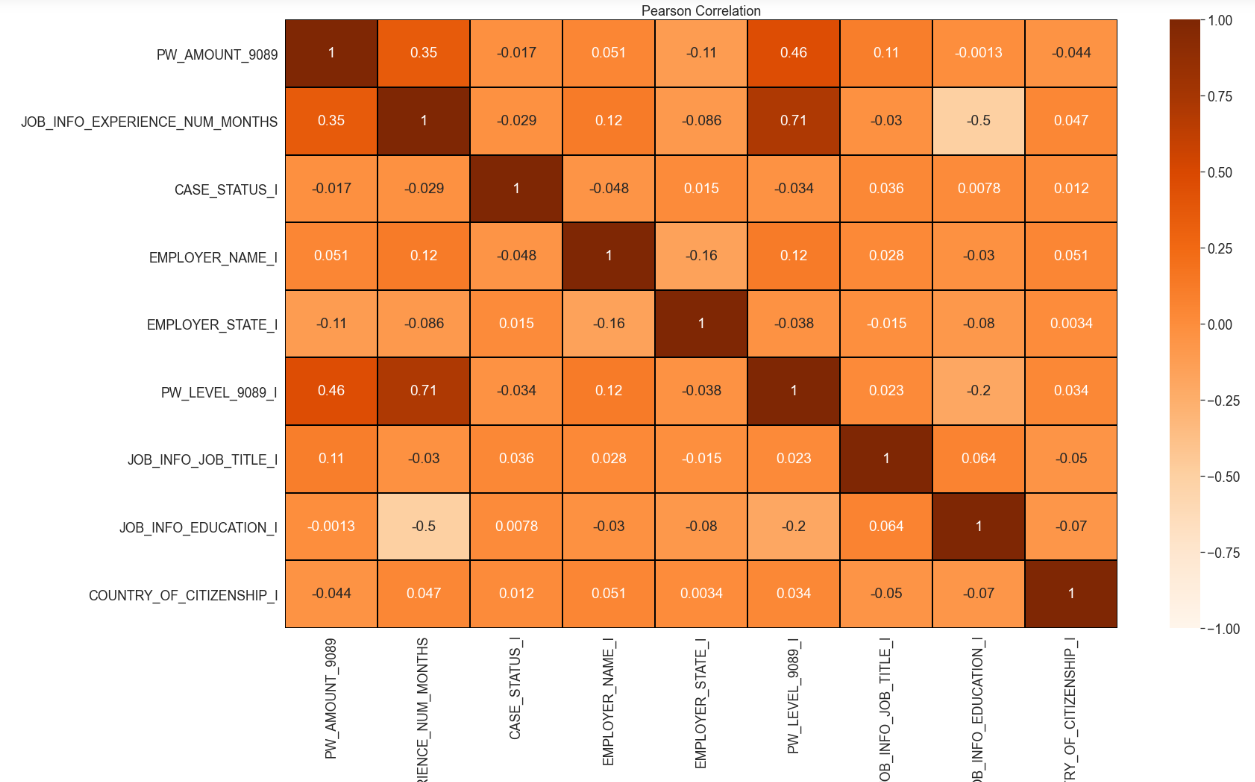 Pearson Correlation
PW_AMOUNT_9089 1 0.35 -0.017 0.051 -0.11 0.46 0.11 -0.0013 -0.044
JOB_INFO_EXPERIENCE_NUM_MONTHS 0.35 1 -0.029 0.12 -0.086 0.71 -0.03 -0.5 0.047
CASE_STATUS_I -0.017 -0.029 1 -0.048 0.015 -0.034 0.036 0.0078 0.012
EMPLOYER_NAME_I 0.051 0.12 -0.048 1 -0.16 0.12 0.028 -0.03 0.051
EMPLOYER_STATE_I -0.11 -0.086 0.015 -0.16 1 -0.038 -0.015 -0.08 0.0034
PW_LEVEL_9089_I 0.46 0.71 -0.034 0.12 -0.038 1 0.023 -0.2 0.034
JOB_INFO_JOB_TITLE_I 0.11 -0.03 0.036 0.028 -0.015 0.023 1 0.064 -0.05
JOB_INFO_EDUCATION_I -0.0013 -0.5 0.0078 -0.03 -0.08 -0.2 0.064 1 -0.07
COUNTRY_OF_CITIZENSHIP_I -0.044 0.047 0.012 0.051 0.0034 0.034 -0.05 -0.07 1
PW_AMOUNT_9089
RIENCE_NUM_MONTHS
CASE_STATUS_I
EMPLOYER_NAME_I
EMPLOYER_STATE_I
PW_LEVEL_9089_I
OB_INFO_JOB_TITLE_I
OB_INFO_EDUCATION_I
TRY_OF_CITIZENSHIP_I
1.00
0.75
0.50
0.25
0.00
−0.25
−0.50
−0.75
−1.00